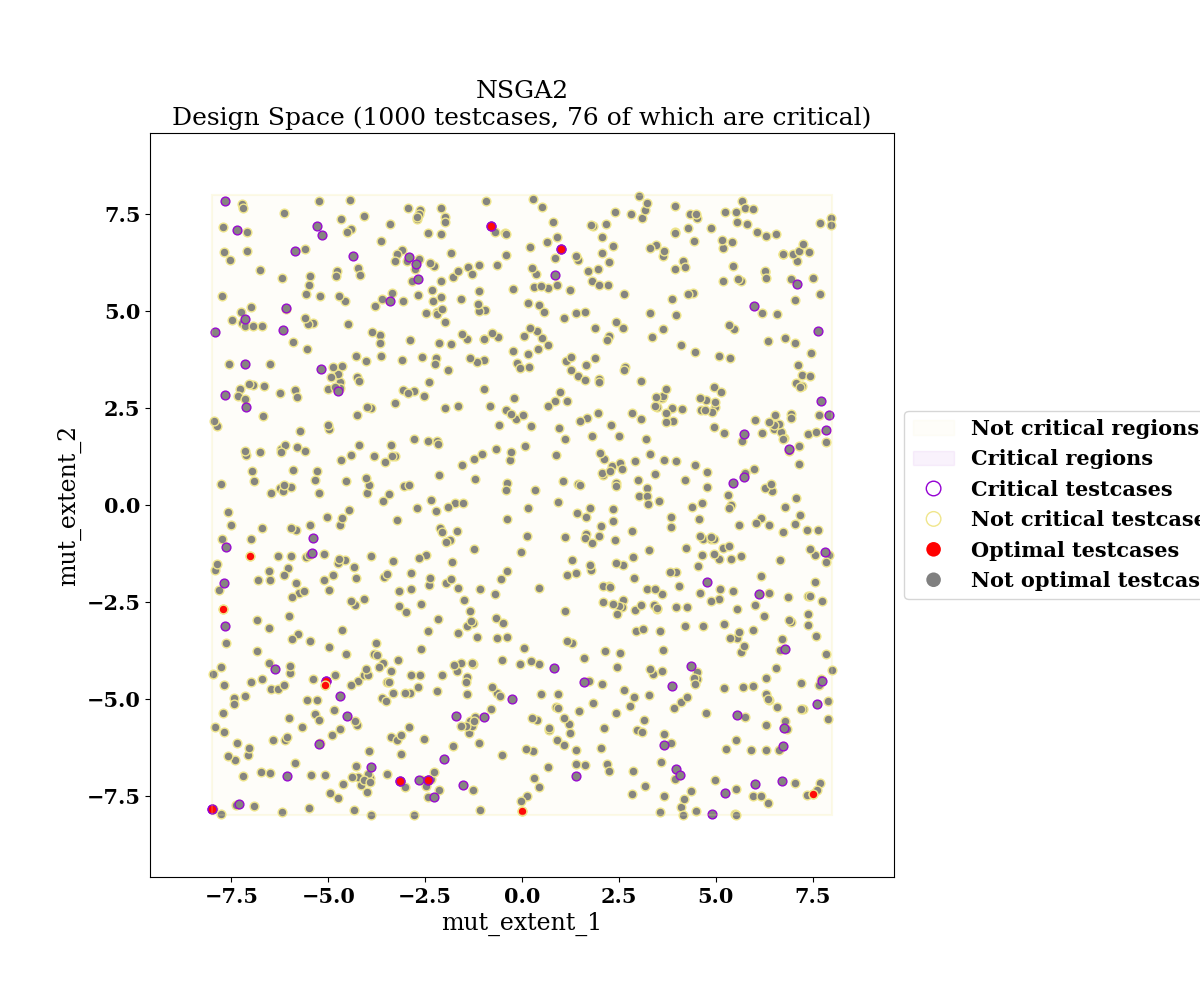 NSGA2
Design Space (1000 testcases, 76 of which are critical)
7.5
5.0
2.5
0.0
−2.5
−5.0
−7.5
mut_extent_2
−7.5 −5.0 −2.5 0.0 2.5 5.0 7.5
mut_extent_1
Not critical regions
Critical regions
Critical testcases
Not critical testcase
Optimal testcases
Not optimal testcas